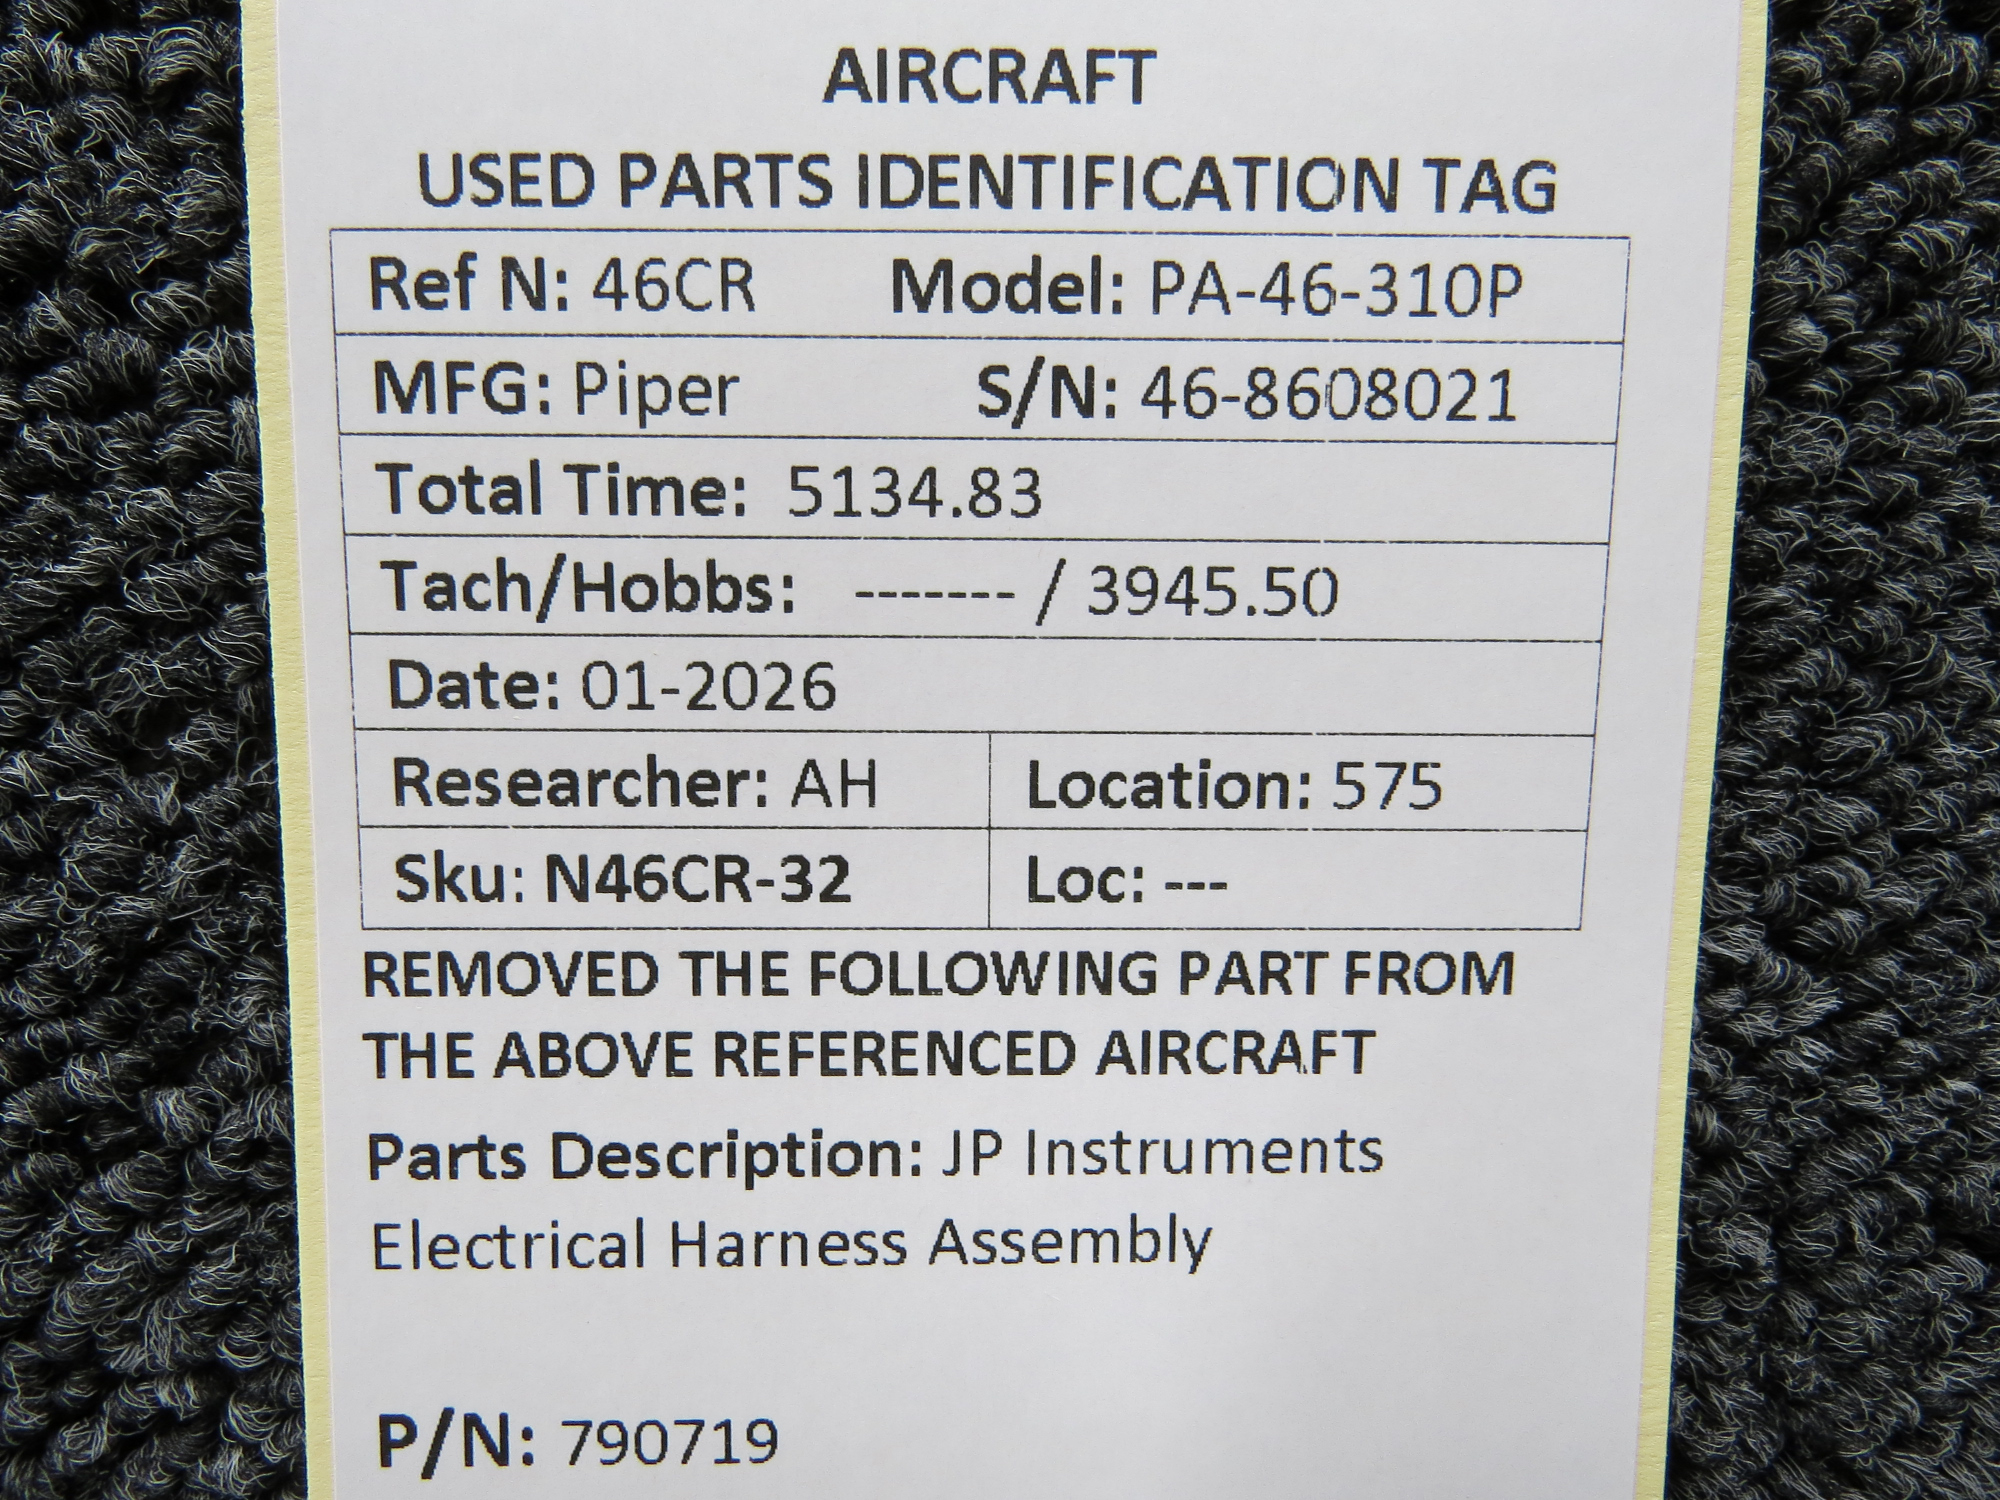 AIRCRAFT
USED PARTS IDENTIFICATION TAG
Ref N: 46CR Model: PA-46-310P
MFG: Piper S/N: 46-8608021
Total Time: 5134.83
Tach/Hobbs: ------- / 3945.50
Date: 01-2026
Researcher: AH Location: 575
Sku: N46CR-32 Loc: ---
REMOVED THE FOLLOWING PART FROM
THE ABOVE REFERENCED AIRCRAFT
Parts Description: JP Instruments
Electrical Harness Assembly
P/N: 790719